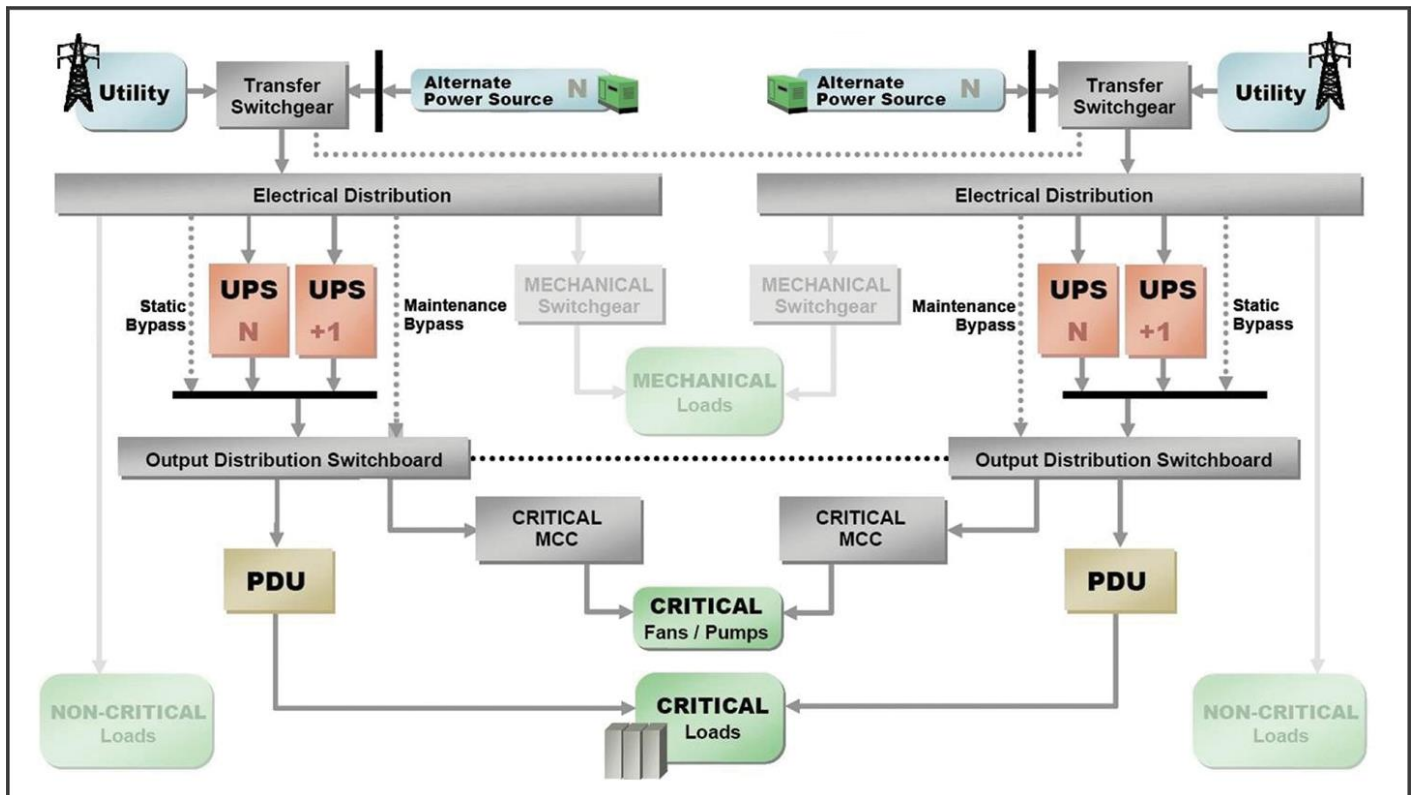 Utility
Transfer
Switchgear
Alternate
Power Source N
Alternate
Power Source N
Transfer
Switchgear
Utility
Electrical Distribution
Electrical Distribution
Static
Bypass
UPS
N
UPS
+1
Maintenance
Bypass
MECHANICAL
Switchgear
MECHANICAL
Switchgear
Maintenance
Bypass
UPS
N
UPS
+1
Static
Bypass
MECHANICAL
Loads
Output Distribution Switchboard
Output Distribution Switchboard
CRITICAL
MCC
CRITICAL
MCC
PDU
PDU
CRITICAL
Fans / Pumps
NON-CRITICAL
Loads
CRITICAL
Loads
NON-CRITICAL
Loads